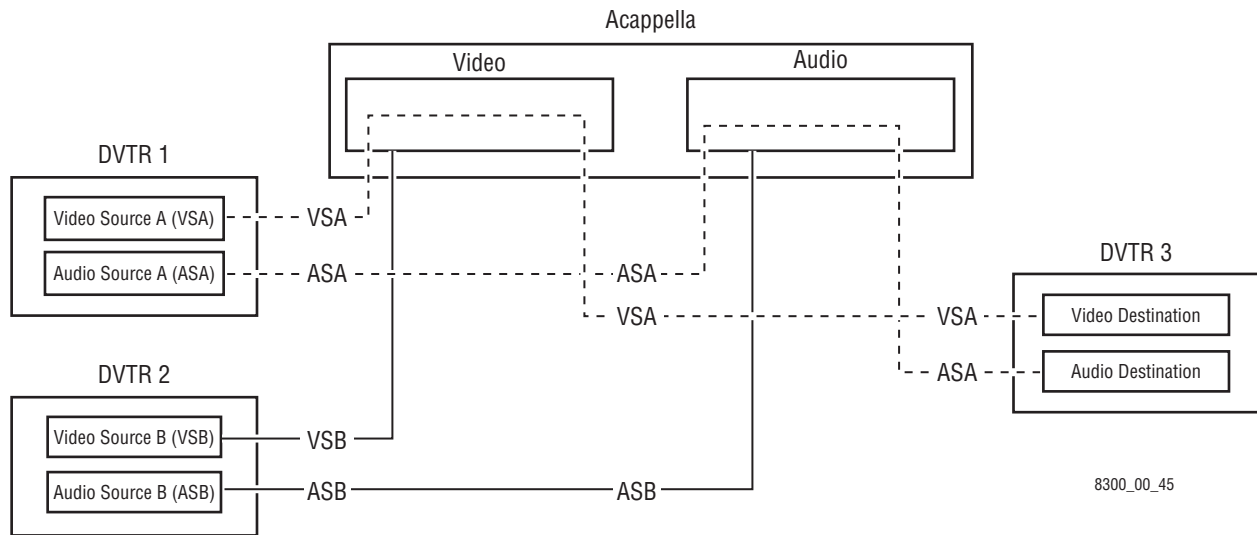 Acappella
Video
Audio
DVTR 1
Video Source A (VSA)
VSA
Audio Source A (ASA)
ASA
ASA
DVTR 3
VSA
VSA
Video Destination
ASA
Audio Destination
DVTR 2
Video Source B (VSB)
VSB
Audio Source B (ASB)
ASB
ASB
8300_00_45